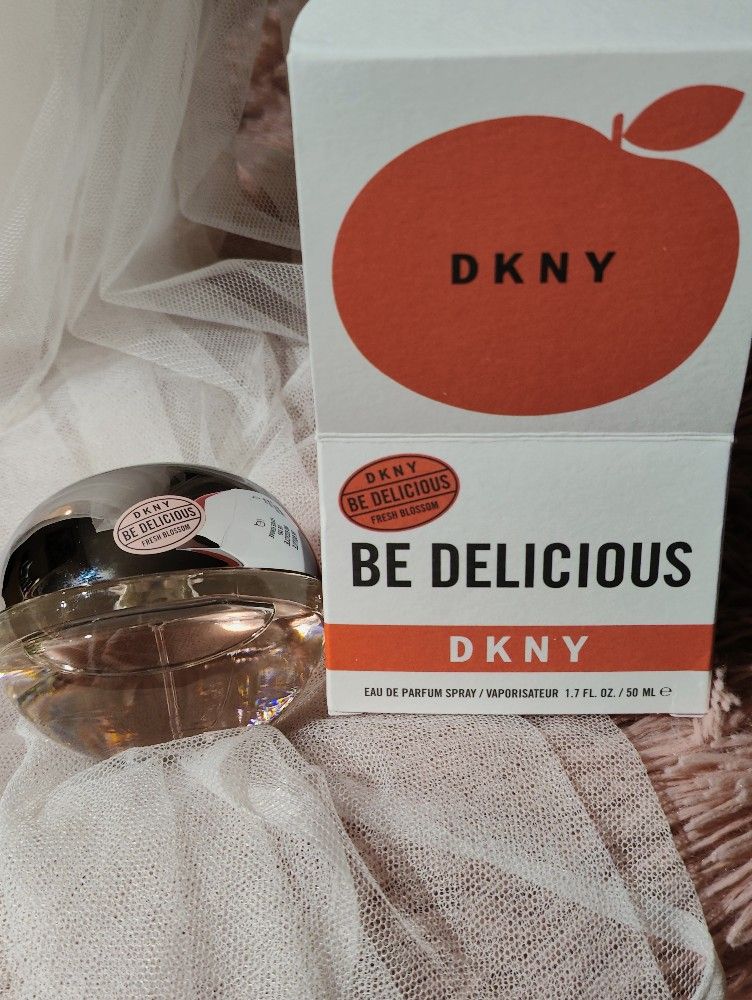 DKNY
DKNY
BE DELICIOUS
FRESH BLOSSOM
BE DELICIOUS
DKNY
EAU DE PARFUM SPRAY / VAPORISATEUR 1.7 FL. OZ. / 50 ML ℮
DKNY
BE DELICIOUS
FRESH BLOSSOM